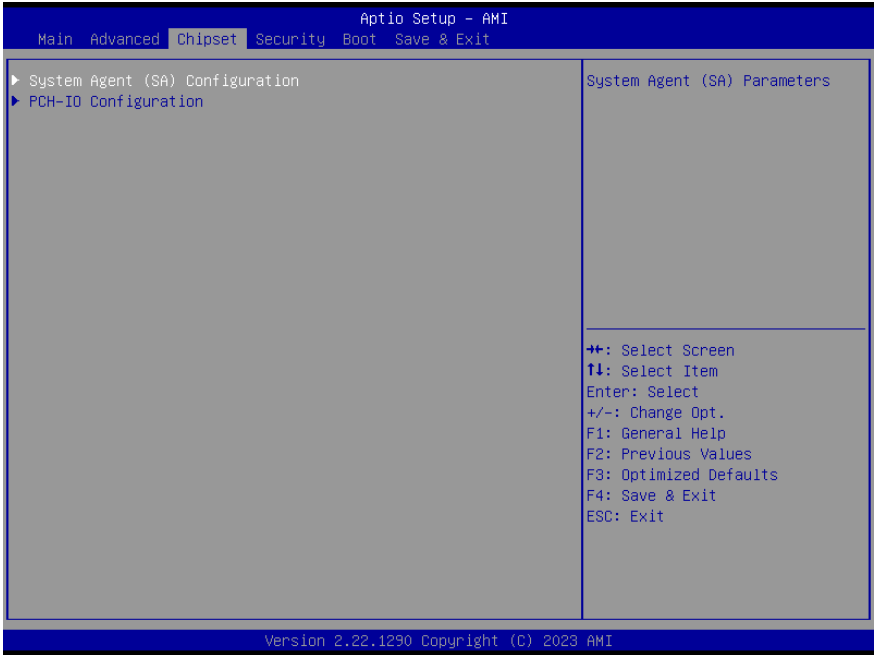 Aptio Setup – AMI
Main Advanced Chipset Security Boot Save & Exit
▶ System Agent (SA) Configuration
▶ PCH-IO Configuration
System Agent (SA) Parameters
→←: Select Screen
↑↓: Select Item
Enter: Select
+/-: Change Opt.
F1: General Help
F2: Previous Values
F3: Optimized Defaults
F4: Save & Exit
ESC: Exit
Version 2.22.1290 Copyright (C) 2023 AMI